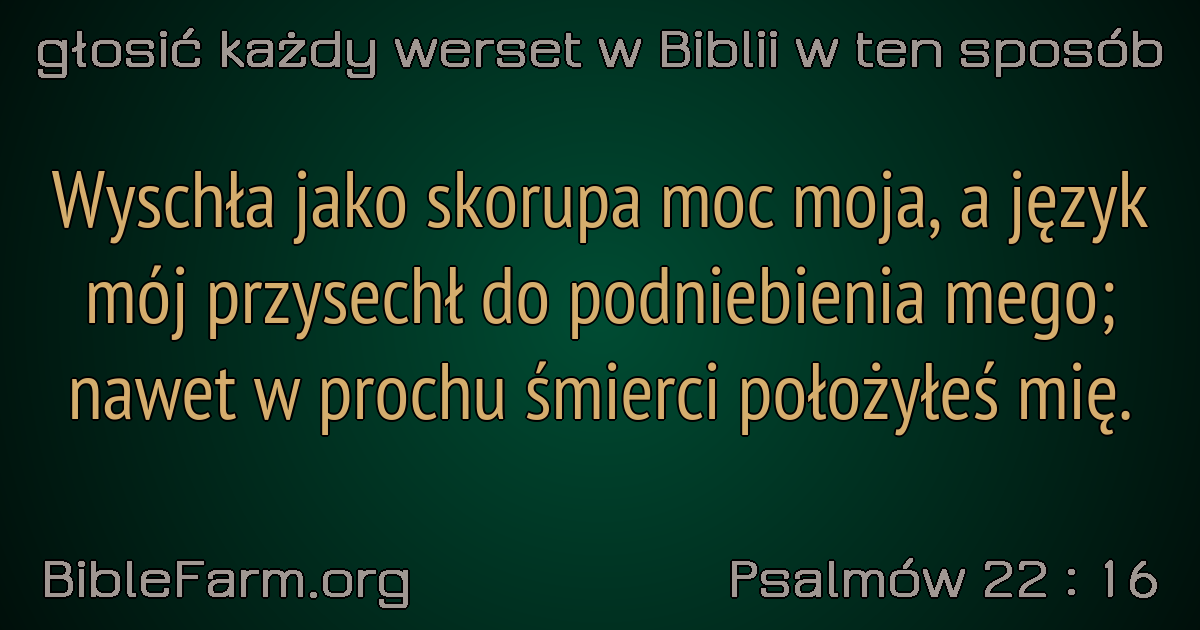 głosić każdy werset w Biblii w ten sposób
Wyschła jako skorupa moc moja, a język
mój przysechł do podniebienia mego;
nawet w prochu śmierci położyłeś mię.
BibleFarm.org
Psalmów 22 : 16